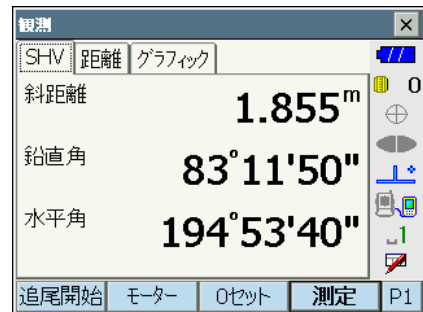 観測
SHV 距離 グラフィック
斜距離 1.855m
0
鉛直角 83°11'50"
水平角 194°53'40"
1
追尾開始 モーター 0セット 測定 P1